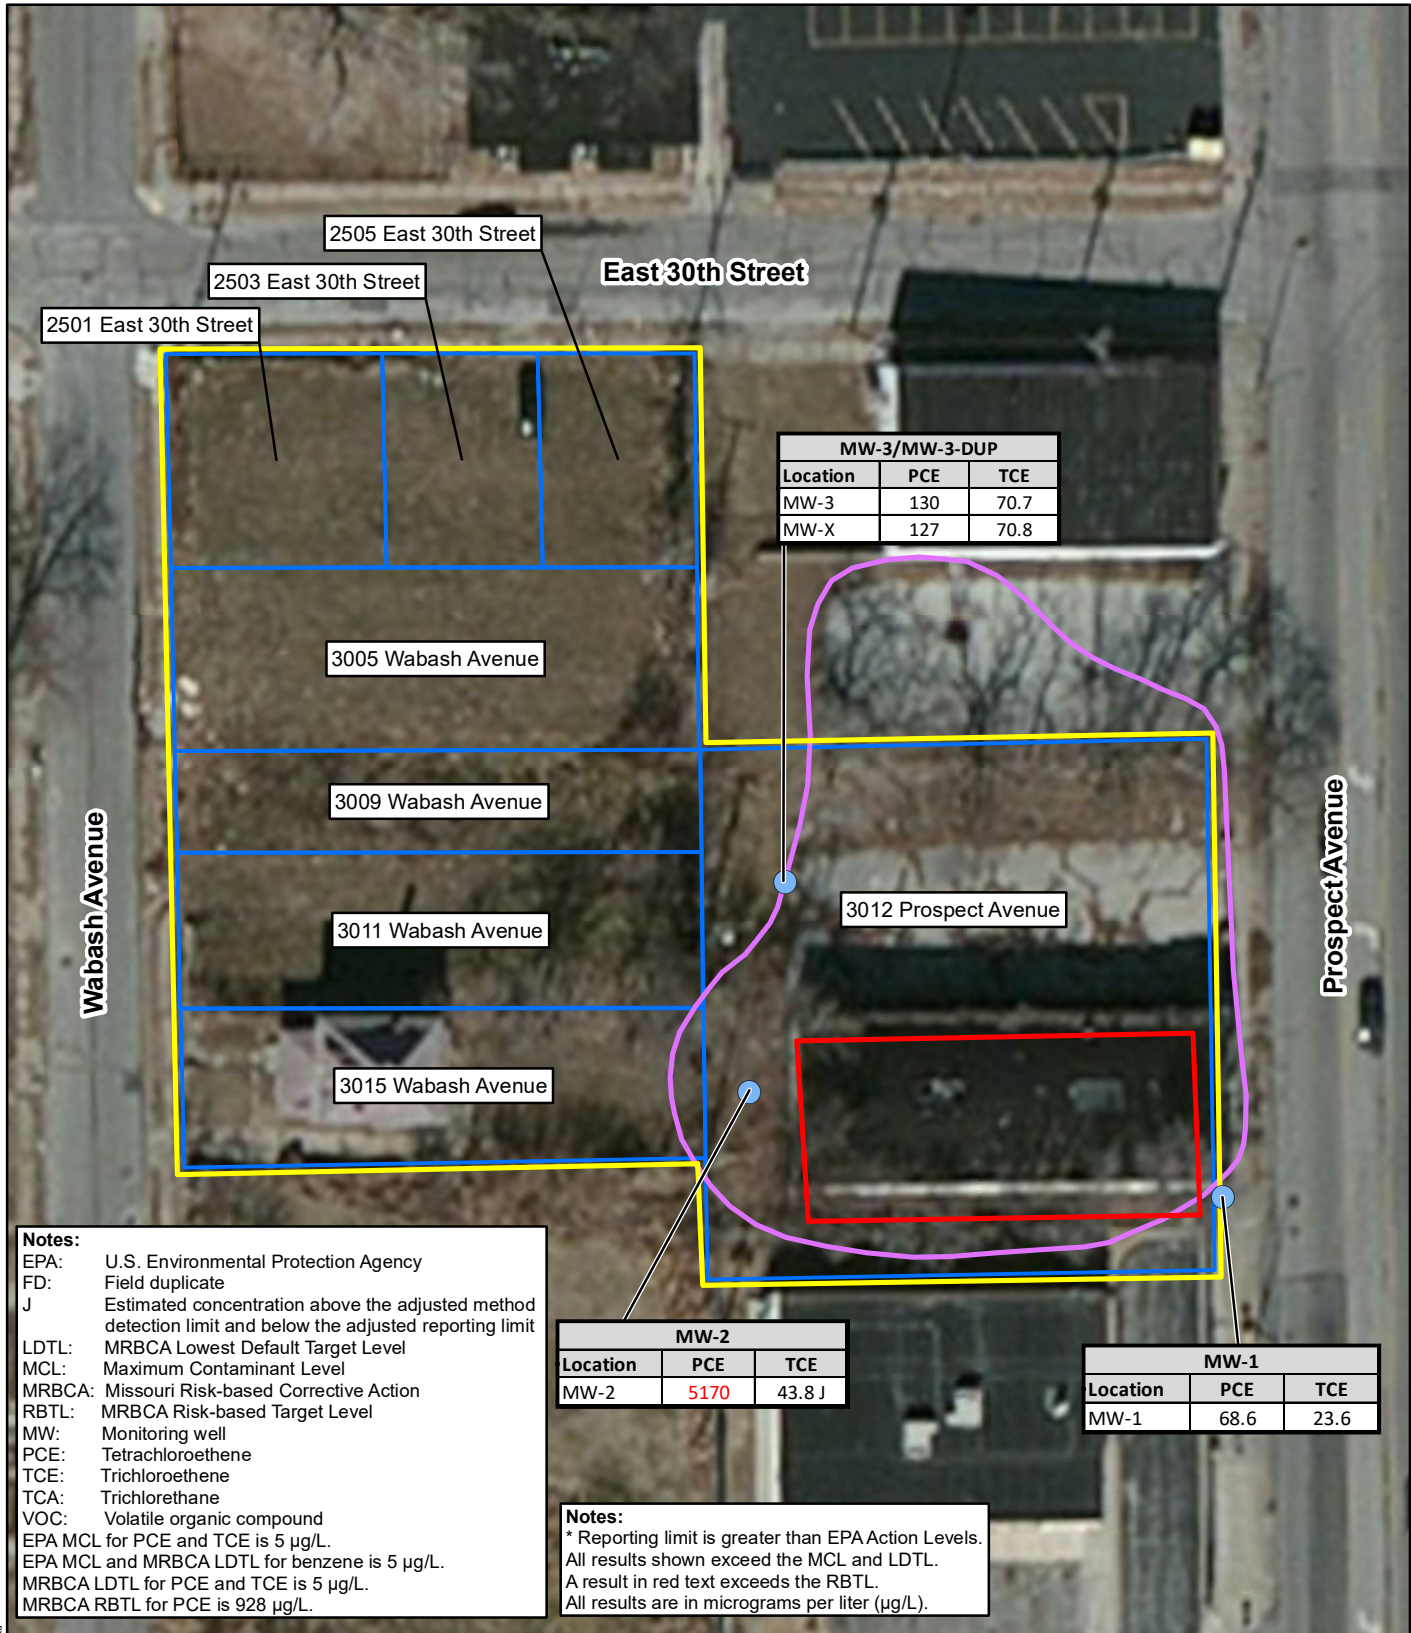 2505 East 30th Street
East 30th Street
2503 East 30th Street
2501 East 30th Street
MW-3/MW-3-DUP
Location PCE TCE
MW-3 130 70.7
MW-X 127 70.8
3005 Wabash Avenue
3009 Wabash Avenue
Wabash Avenue
Prospect Avenue
3012 Prospect Avenue
3011 Wabash Avenue
3015 Wabash Avenue
MW-2
Location PCE TCE
MW-2 5170 43.8 J
MW-1
Location PCE TCE
MW-1 68.6 23.6
Notes:
EPA: U.S. Environmental Protection Agency
FD: Field duplicate
J Estimated concentration above the adjusted method
detection limit and below the adjusted reporting limit
LDTL: MRBCA Lowest Default Target Level
MCL: Maximum Contaminant Level
MRBCA: Missouri Risk-based Corrective Action
RBTL: MRBCA Risk-based Target Level
MW: Monitoring well
PCE: Tetrachloroethene
TCE: Trichloroethene
TCA: Trichlorethane
VOC: Volatile organic compound
EPA MCL for PCE and TCE is 5 µg/L.
EPA MCL and MRBCA LDTL for benzene is 5 µg/L.
MRBCA LDTL for PCE and TCE is 5 µg/L.
MRBCA RBTL for PCE is 928 µg/L.
Notes:
* Reporting limit is greater than EPA Action Levels.
All results shown exceed the MCL and LDTL.
A result in red text exceeds the RBTL.
All results are in micrograms per liter (µg/L).